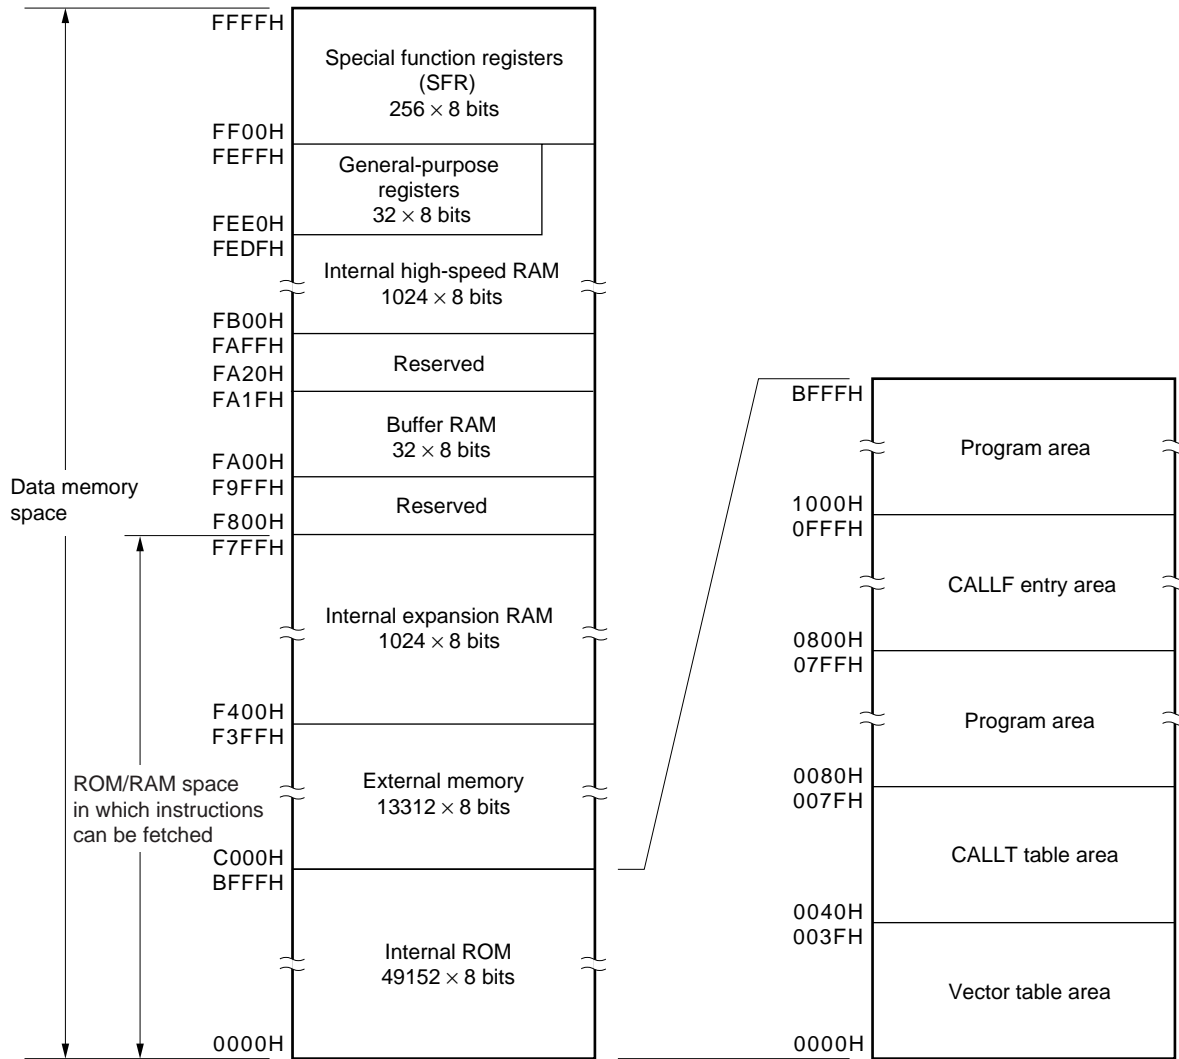 FFFFH
Special function registers
(SFR)
256 × 8 bits
FF00H
FEFFH
General-purpose
registers
32 × 8 bits
FEE0H
FEDFH
Internal high-speed RAM
1024 × 8 bits
FB00H
FAFFH
Reserved
FA20H
FA1FH
Buffer RAM
32 × 8 bits
FA00H
F9FFH
Reserved
F800H
F7FFH
Data memory
space
Internal expansion RAM
1024 × 8 bits
F400H
F3FFH
External memory
13312 × 8 bits
ROM/RAM space
in which instructions
can be fetched
C000H
BFFFH
Internal ROM
49152 × 8 bits
0000H
BFFFH
Program area
1000H
0FFFH
CALLF entry area
0800H
07FFH
Program area
0080H
007FH
CALLT table area
0040H
003FH
Vector table area
0000H